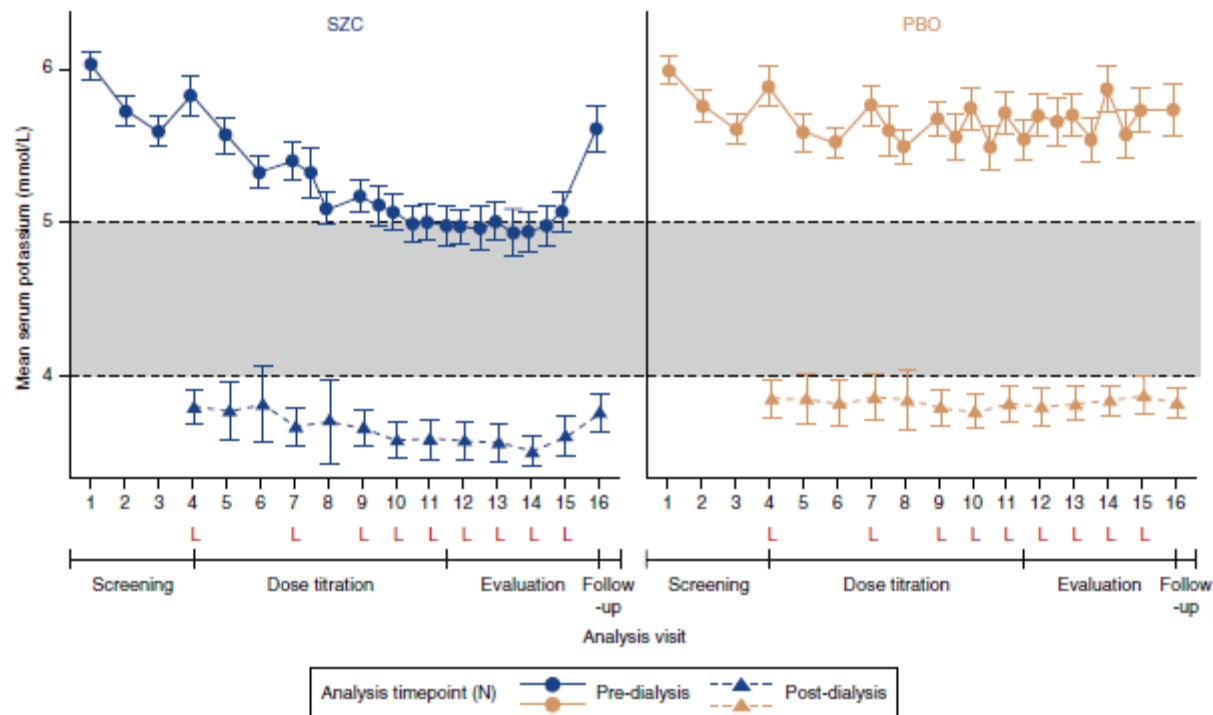 SZC
PBO
Mean serum potassium (mmol/L)
6
5
4
1 2 3 4 5 6 7 8 9 10 11 12 13 14 15 16
1 2 3 4 5 6 7 8 9 10 11 12 13 14 15 16
L L L L L L L L L
L L L L L L L L L
Screening Dose titration Evaluation Follow
-up
Screening Dose titration Evaluation Follow
-up
Analysis visit
Analysis timepoint (N) Pre-dialysis Post-dialysis